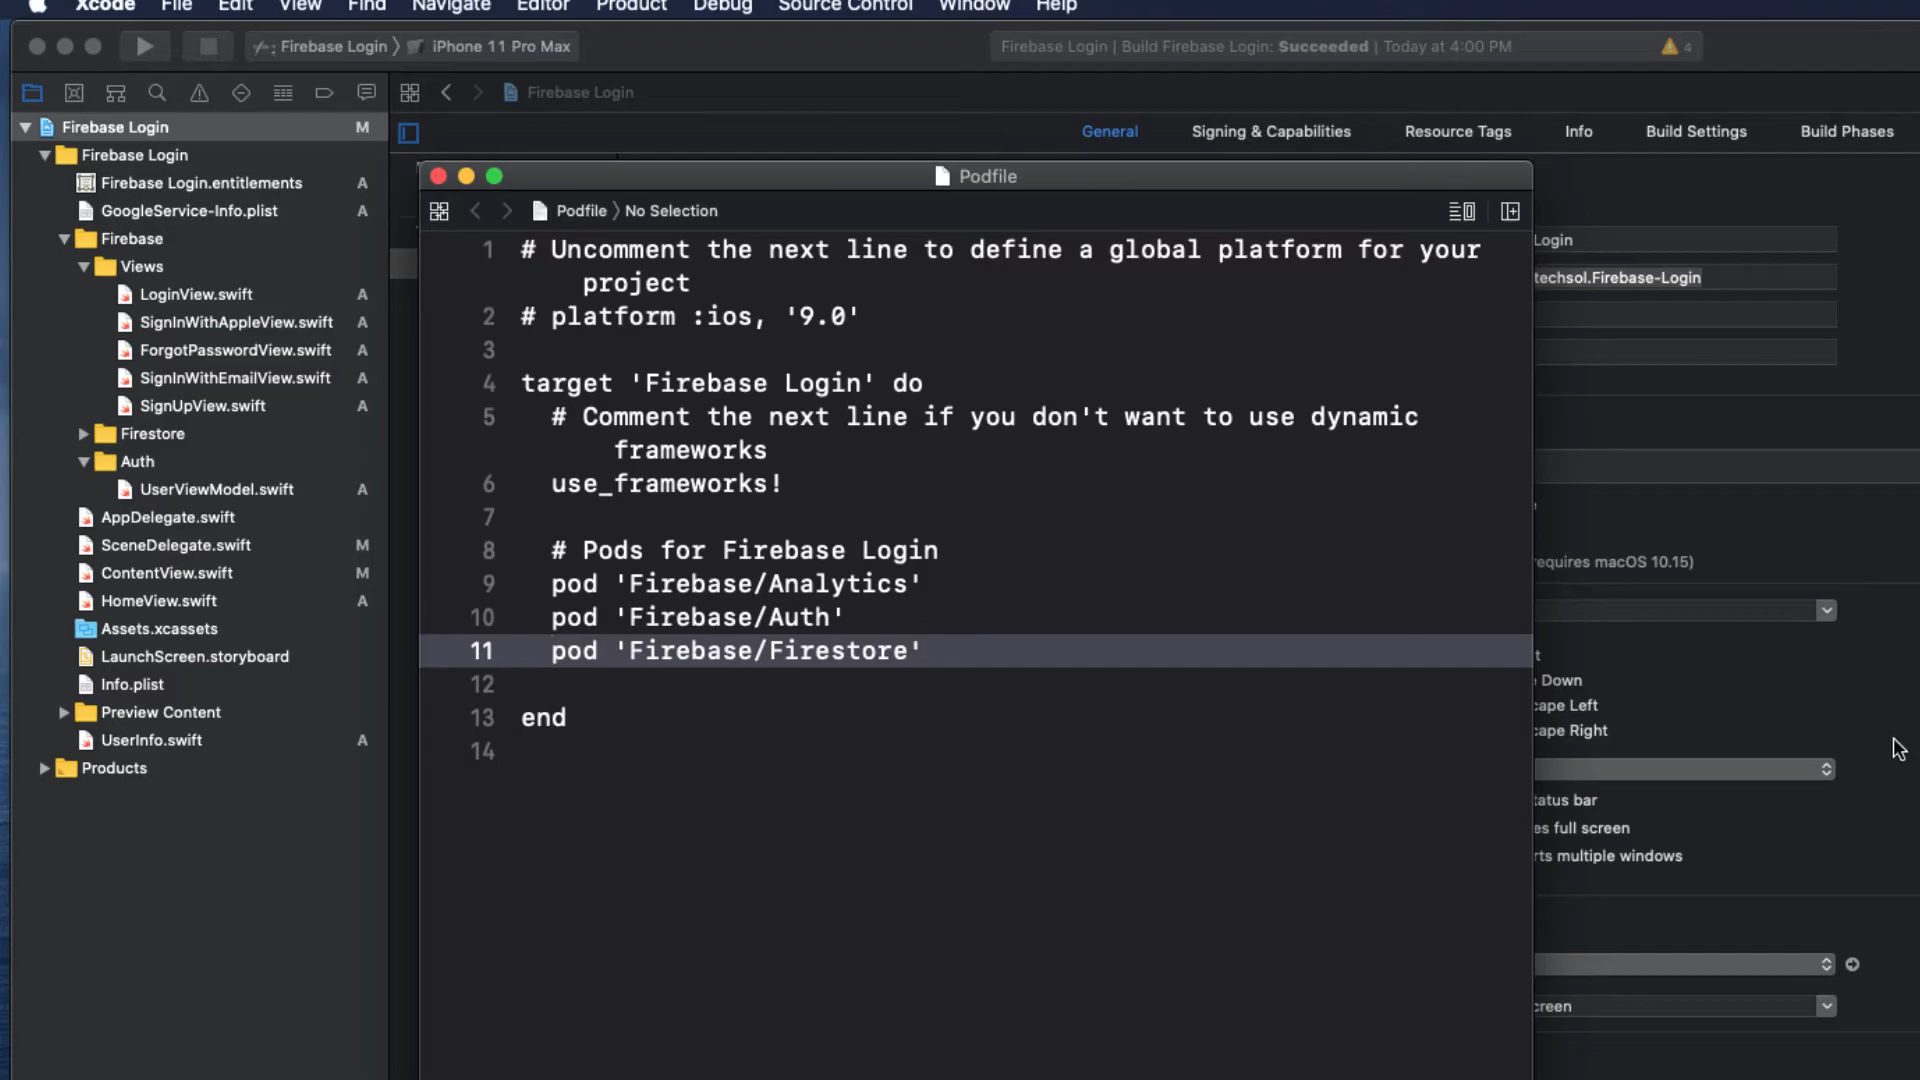 Xcode File Edit View Find Navigate Editor Product Debug Source Control Window Help
Firebase Login iPhone 11 Pro Max
Firebase Login | Build Firebase Login: Succeeded | Today at 4:00 PM 4
Firebase Login
General Signing & Capabilities Resource Tags Info Build Settings Build Phases
Firebase Login M
Firebase Login
Firebase Login.entitlements A
GoogleService-Info.plist A
Firebase
Views
LoginView.swift A
SignInWithAppleView.swift A
ForgotPasswordView.swift A
SignInWithEmailView.swift A
SignUpView.swift A
Firestore
Auth
UserViewModel.swift A
AppDelegate.swift
SceneDelegate.swift M
ContentView.swift M
HomeView.swift A
Assets.xcassets
LaunchScreen.storyboard
Info.plist
Preview Content
UserInfo.swift A
Products
Podfile
Podfile No Selection
1 # Uncomment the next line to define a global platform for your
project
2 # platform :ios, '9.0'
3
4 target 'Firebase Login' do
5 # Comment the next line if you don't want to use dynamic
frameworks
6 use_frameworks!
7
8 # Pods for Firebase Login
9 pod 'Firebase/Analytics'
10 pod 'Firebase/Auth'
11 pod 'Firebase/Firestore'
12
13 end
14
Login
techsol.Firebase-Login
equires macOS 10.15)
t
Down
cape Left
cape Right
tatus bar
es full screen
rts multiple windows
creen